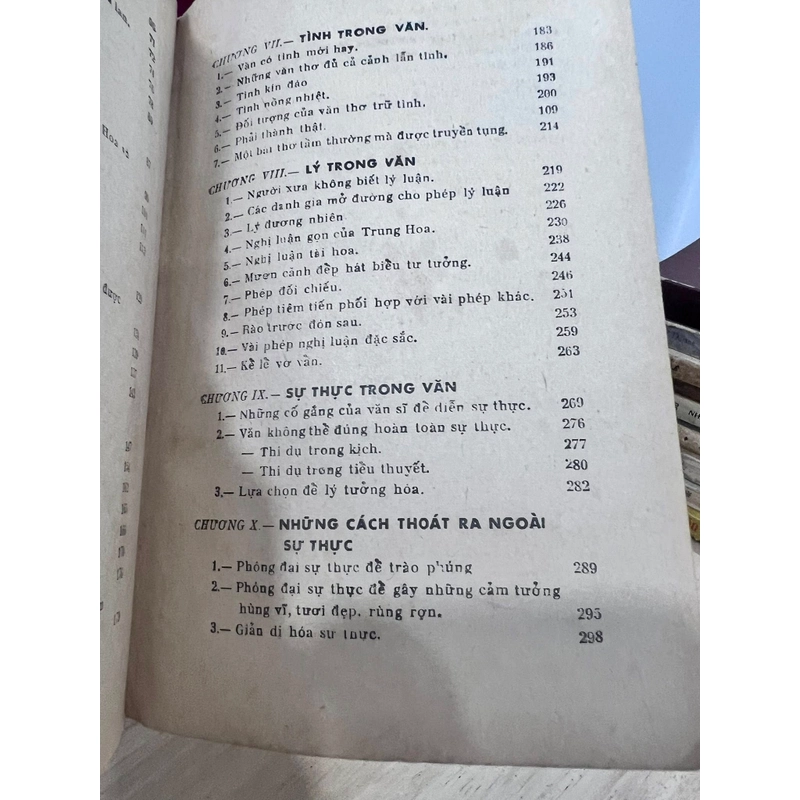 CHƯƠNG VII.— TÌNH TRONG VĂN.
1.— Văn có tình mới hay. 183
2.— Những văn thơ đủ cả cảnh lẫn tình. 186
3.— Tình kín đáo 191
4.— Tình nồng nhiệt. 193
5.— Đối tượng của văn thơ trữ tình. 200
6.— Phải thành thật. 109
7.— Một bài thơ tầm thường mà được truyền tụng. 214
CHƯƠNG VIII.— LÝ TRONG VĂN
1.— Người xưa không biết lý luận. 219
2.— Các danh gia mở đường cho phép lý luận 222
3.— Lý đương nhiên 226
4.— Nghị luận gọn của Trung Hoa. 230
5.— Nghị luận tài hoa. 238
6.— Mượn cảnh đẹp hát biểu tư tưởng. 244
7.— Phép đối chiếu. 246
8.— Phép tiệm tiến phối hợp với vài phép khác. 251
9.— Rào trước đón sau. 253
10.— Vài phép nghị luận đặc sắc. 259
11.— Kề lề vờ vần. 263
CHƯƠNG IX.— SỰ THỰC TRONG VĂN
1.— Những cố gắng của văn sĩ để diễn sự thực. 269
2.— Văn không thể đúng hoàn toàn sự thực. 276
— Thí dụ trong kịch. 277
— Thí dụ trong tiểu thuyết. 280
3.— Lựa chọn để lý tưởng hóa. 282
CHƯƠNG X.— NHỮNG CÁCH THOÁT RA NGOÀI
SỰ THỰC
1.— Phóng đại sự thực để trào phúng 289
2.— Phóng đại sự thực để gây những cảm tưởng
hùng vĩ, tươi đẹp. rùng rợn. 295
3.— Giản dị hóa sự thực. 298